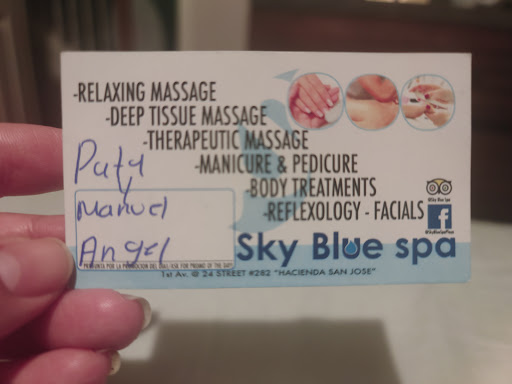 -RELAXING MASSAGE
-DEEP TISSUE MASSAGE
-THERAPEUTIC MASSAGE
-MANICURE & PEDICURE
-BODY TREATMENTS
-REFLEXOLOGY - FACIALS
Paty
y
Manuel
Angel
Sky Blue spa
1st Av. @ 24 STREET #282 "HACIENDA SAN JOSE"